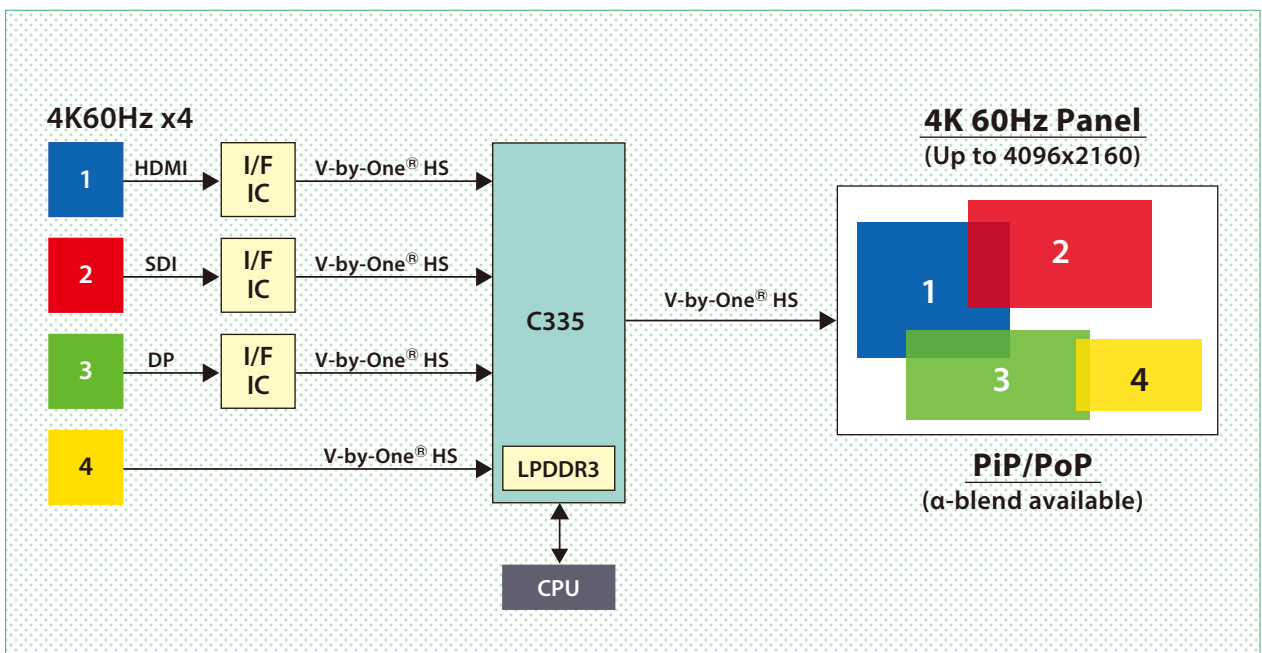 4K60Hz x4
1
HDMI
I/F
IC
V-by-One® HS
2
SDI
I/F
IC
V-by-One® HS
3
DP
I/F
IC
V-by-One® HS
4
V-by-One® HS
C335
LPDDR3
CPU
V-by-One® HS
4K 60Hz Panel
(Up to 4096x2160)
1
2
3
4
PiP/PoP
(α-blend available)